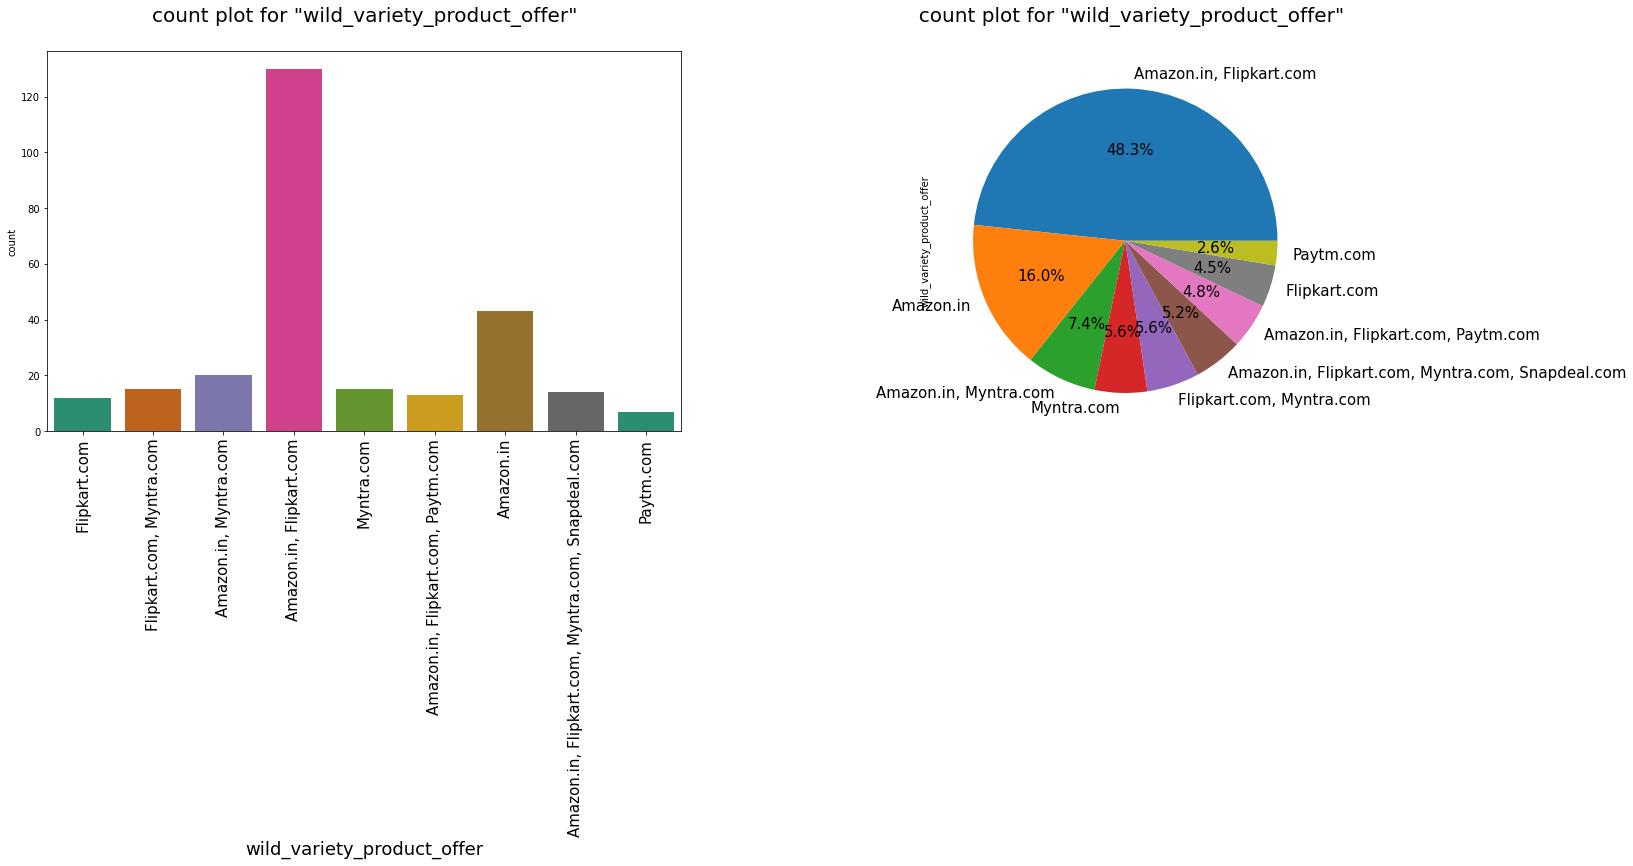 count plot for "wild_variety_product_offer"
count
120
100
80
60
40
20
0
Flipkart.com
Flipkart.com, Myntra.com
Amazon.in, Myntra.com
Amazon.in, Flipkart.com
Myntra.com
Amazon.in, Flipkart.com, Paytm.com
Amazon.in
Amazon.in, Flipkart.com, Myntra.com, Snapdeal.com
Paytm.com
wild_variety_product_offer
count plot for "wild_variety_product_offer"
wild_variety_product_offer
Amazon.in, Flipkart.com
48.3%
Amazon.in
16.0%
Amazon.in, Myntra.com
7.4%
Myntra.com
5.6%
Flipkart.com, Myntra.com
5.6%
Amazon.in, Flipkart.com, Myntra.com, Snapdeal.com
5.2%
Amazon.in, Flipkart.com, Paytm.com
4.8%
Flipkart.com
4.5%
Paytm.com
2.6%